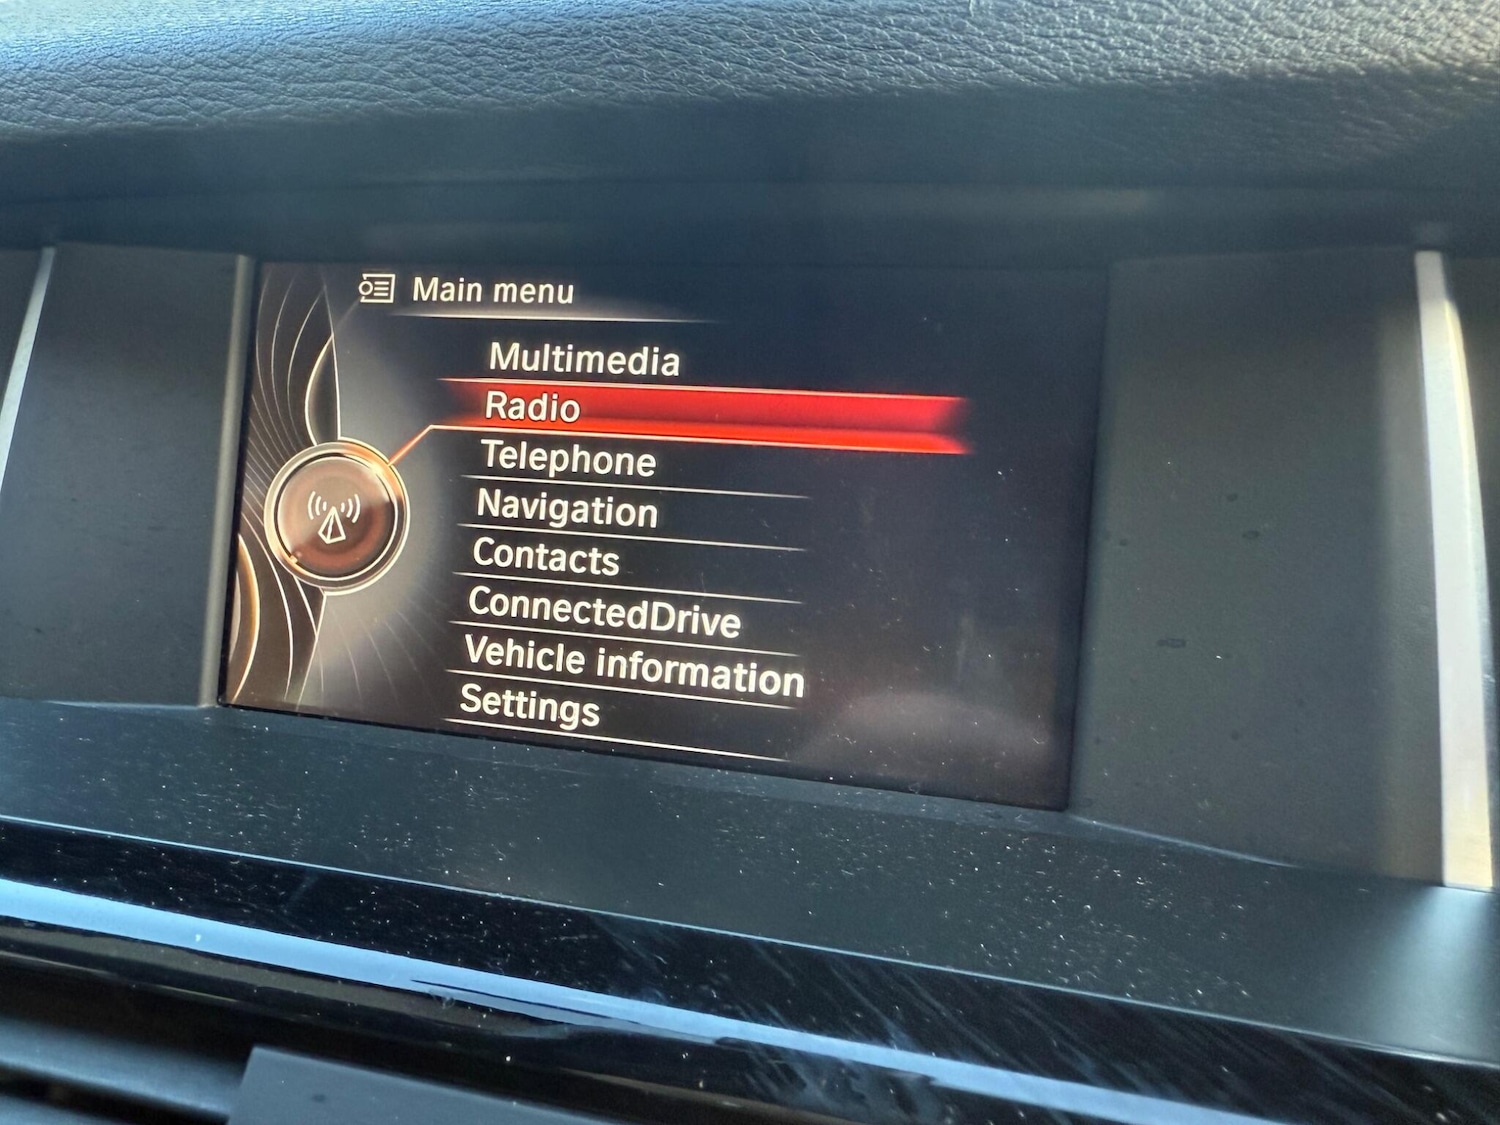 Main menu
Multimedia
Radio
Telephone
Navigation
Contacts
ConnectedDrive
Vehicle information
Settings